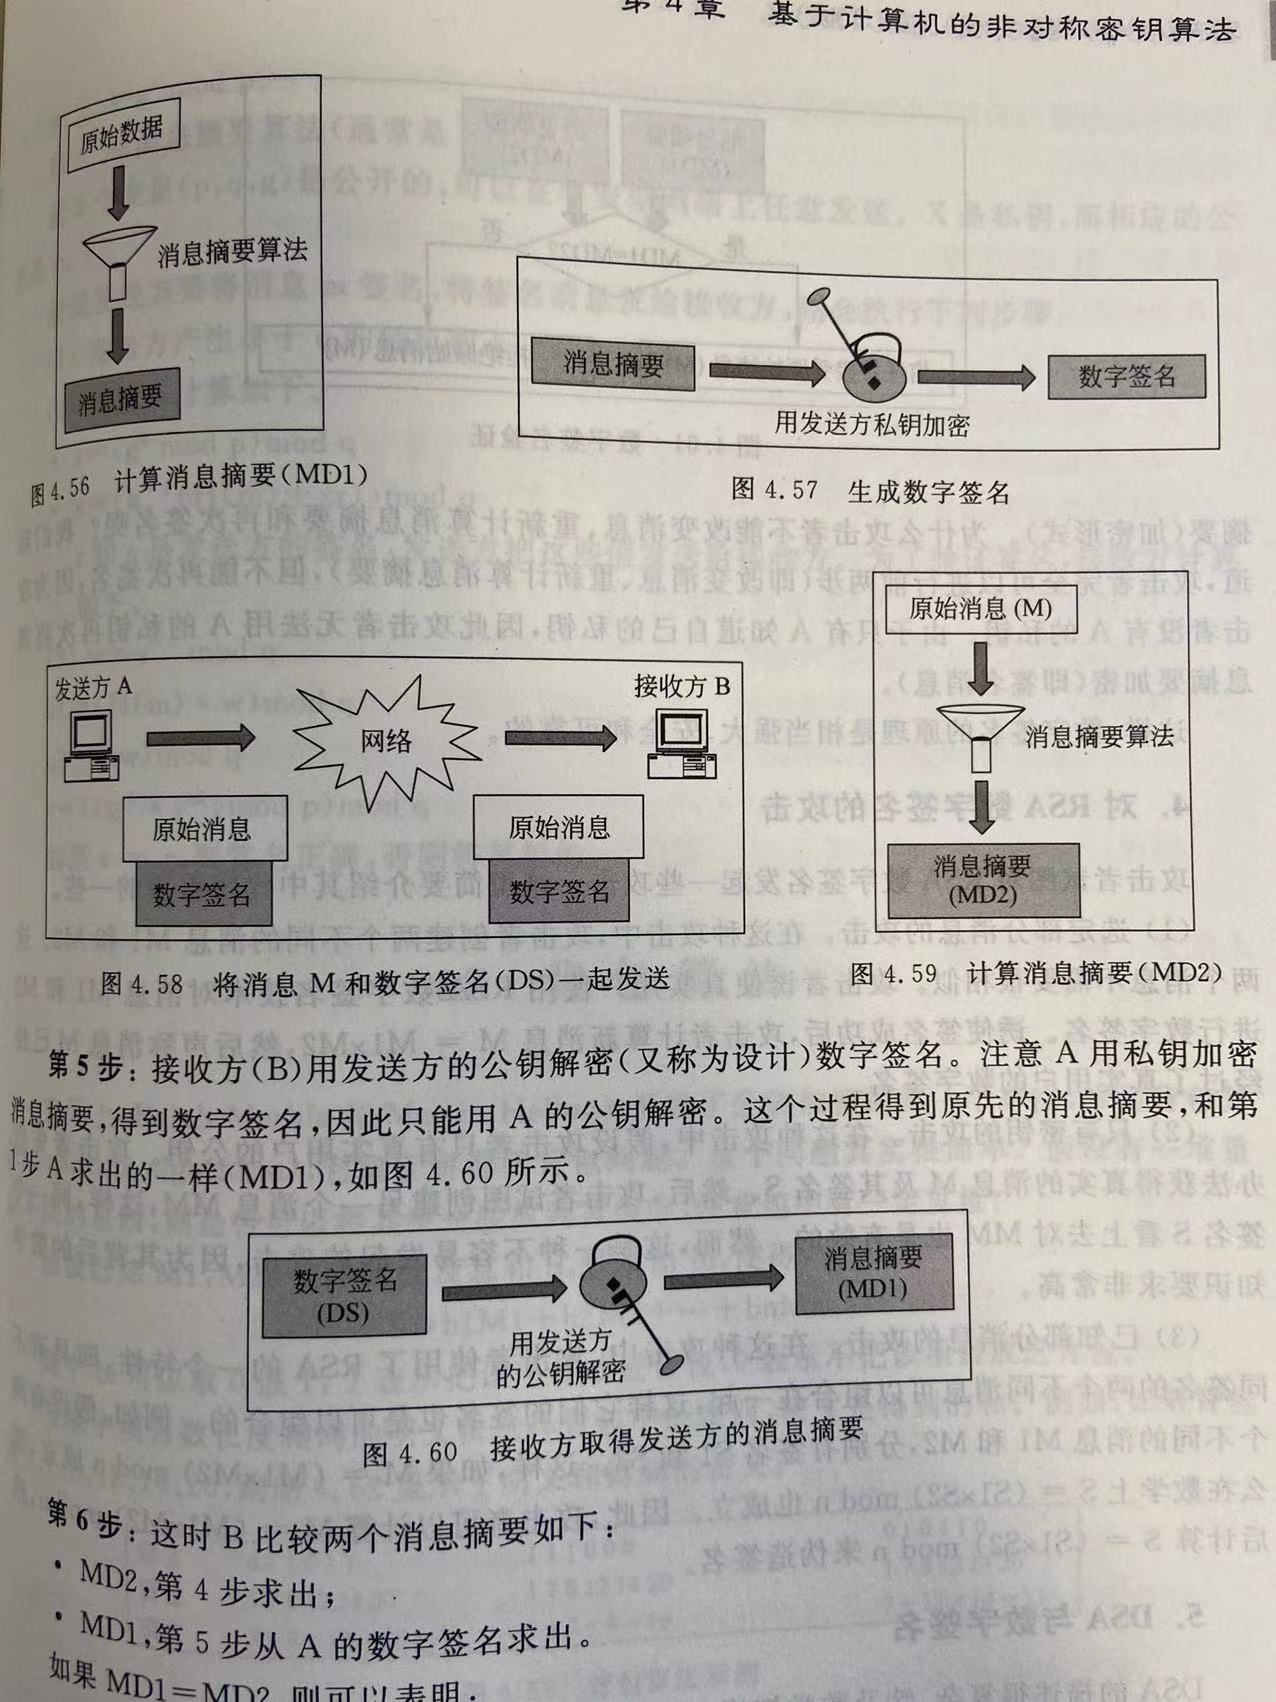 第4章 基于计算机的非对称密钥算法
原始数据
消息摘要算法
消息摘要
图4.56 计算消息摘要(MD1)
消息摘要
用发送方私钥加密
数字签名
图 4.57 生成数字签名
发送方 A
网络
接收方 B
原始消息
数字签名
原始消息
数字签名
图 4.58 将消息 M 和数字签名(DS)一起发送
原始消息 (M)
消息摘要算法
消息摘要
(MD2)
图 4.59 计算消息摘要(MD2)
第5步:接收方(B)用发送方的公钥解密(又称为设计)数字签名。注意 A 用私钥加密
消息摘要,得到数字签名,因此只能用 A 的公钥解密。这个过程得到原先的消息摘要,和第
1步A求出的一样(MD1),如图 4.60 所示。
数字签名
(DS)
用发送方
的公钥解密
消息摘要
(MD1)
图 4.60 接收方取得发送方的消息摘要
第6步:这时 B 比较两个消息摘要如下:
• MD2,第 4 步求出;
• MD1,第 5 步从 A 的数字签名求出。
如果 MD1=MD2,则可以表明: